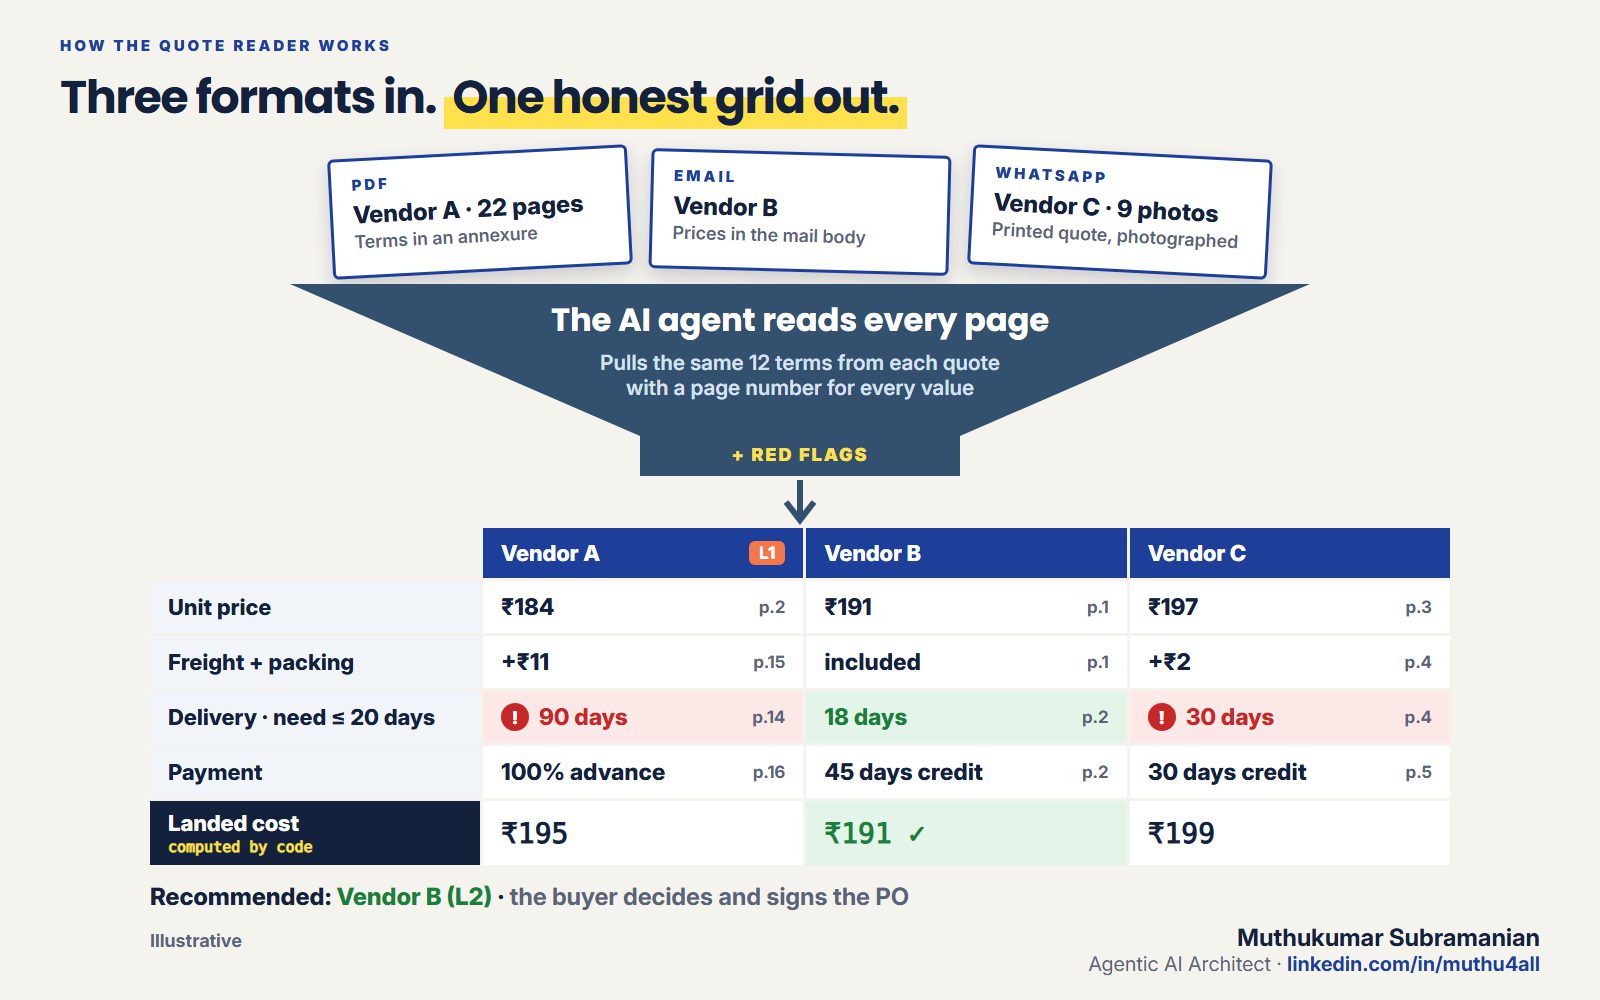 HOW THE QUOTE READER WORKS
Three formats in. One honest grid out.
PDF
Vendor A · 22 pages
Terms in an annexure
EMAIL
Vendor B
Prices in the mail body
WHATSAPP
Vendor C · 9 photos
Printed quote, photographed
The AI agent reads every page
Pulls the same 12 terms from each quote
with a page number for every value
+ RED FLAGS
Vendor A L1 Vendor B Vendor C
Unit price ₹184 p.2 ₹191 p.1 ₹197 p.3
Freight + packing +₹11 p.15 included p.1 +₹2 p.4
Delivery · need ≤ 20 days ! 90 days p.14 18 days p.2 ! 30 days p.4
Payment 100% advance p.16 45 days credit p.2 30 days credit p.5
Landed cost ₹195 ₹191 ✓ ₹199
computed by code
Recommended: Vendor B (L2) · the buyer decides and signs the PO
Illustrative
Muthukumar Subramanian
Agentic AI Architect · linkedin.com/in/muthu4all